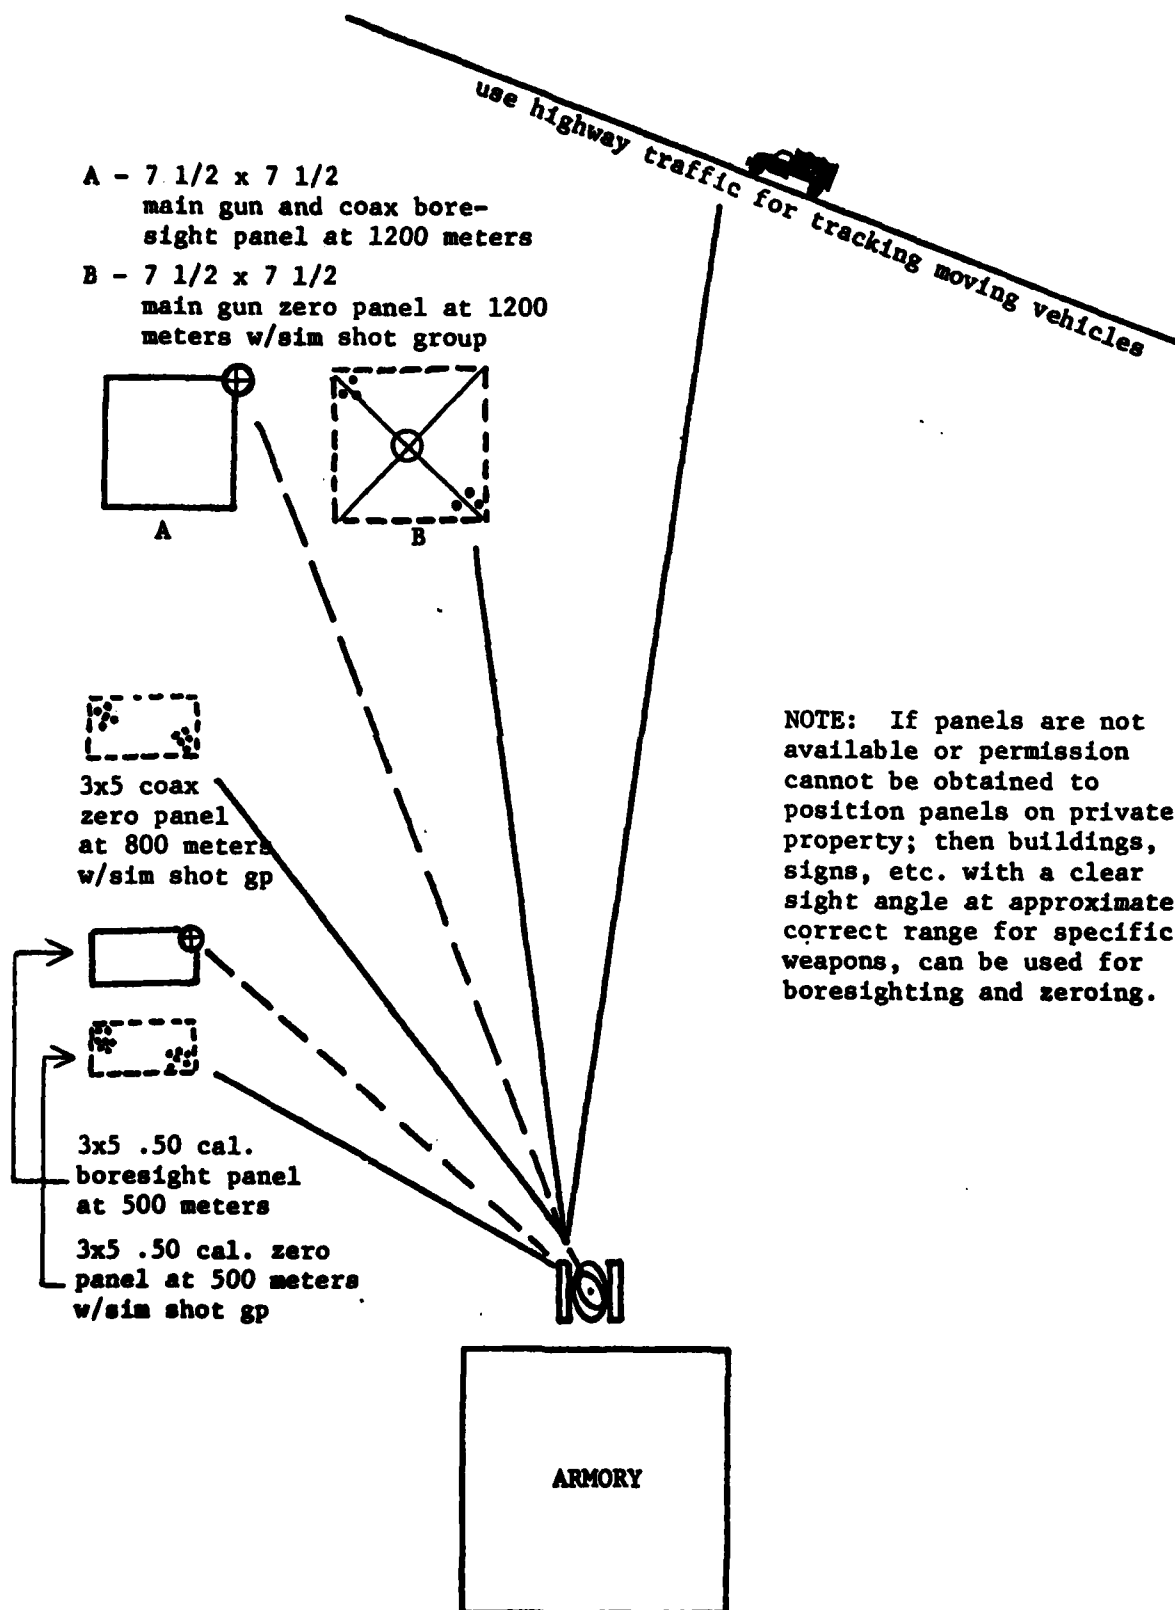 use highway traffic for tracking moving vehicles
A - 7 1/2 x 7 1/2
main gun and coax bore-
sight panel at 1200 meters
B - 7 1/2 x 7 1/2
main gun zero panel at 1200
meters w/sim shot group
A
B
3x5 coax
zero panel
at 800 meters
w/sim shot gp
NOTE: If panels are not
available or permission
cannot be obtained to
position panels on private
property; then buildings,
signs, etc. with a clear
sight angle at approximate
correct range for specific
weapons, can be used for
boresighting and zeroing.
3x5 .50 cal.
boresight panel
at 500 meters
3x5 .50 cal. zero
panel at 500 meters
w/sim shot gp
ARMORY